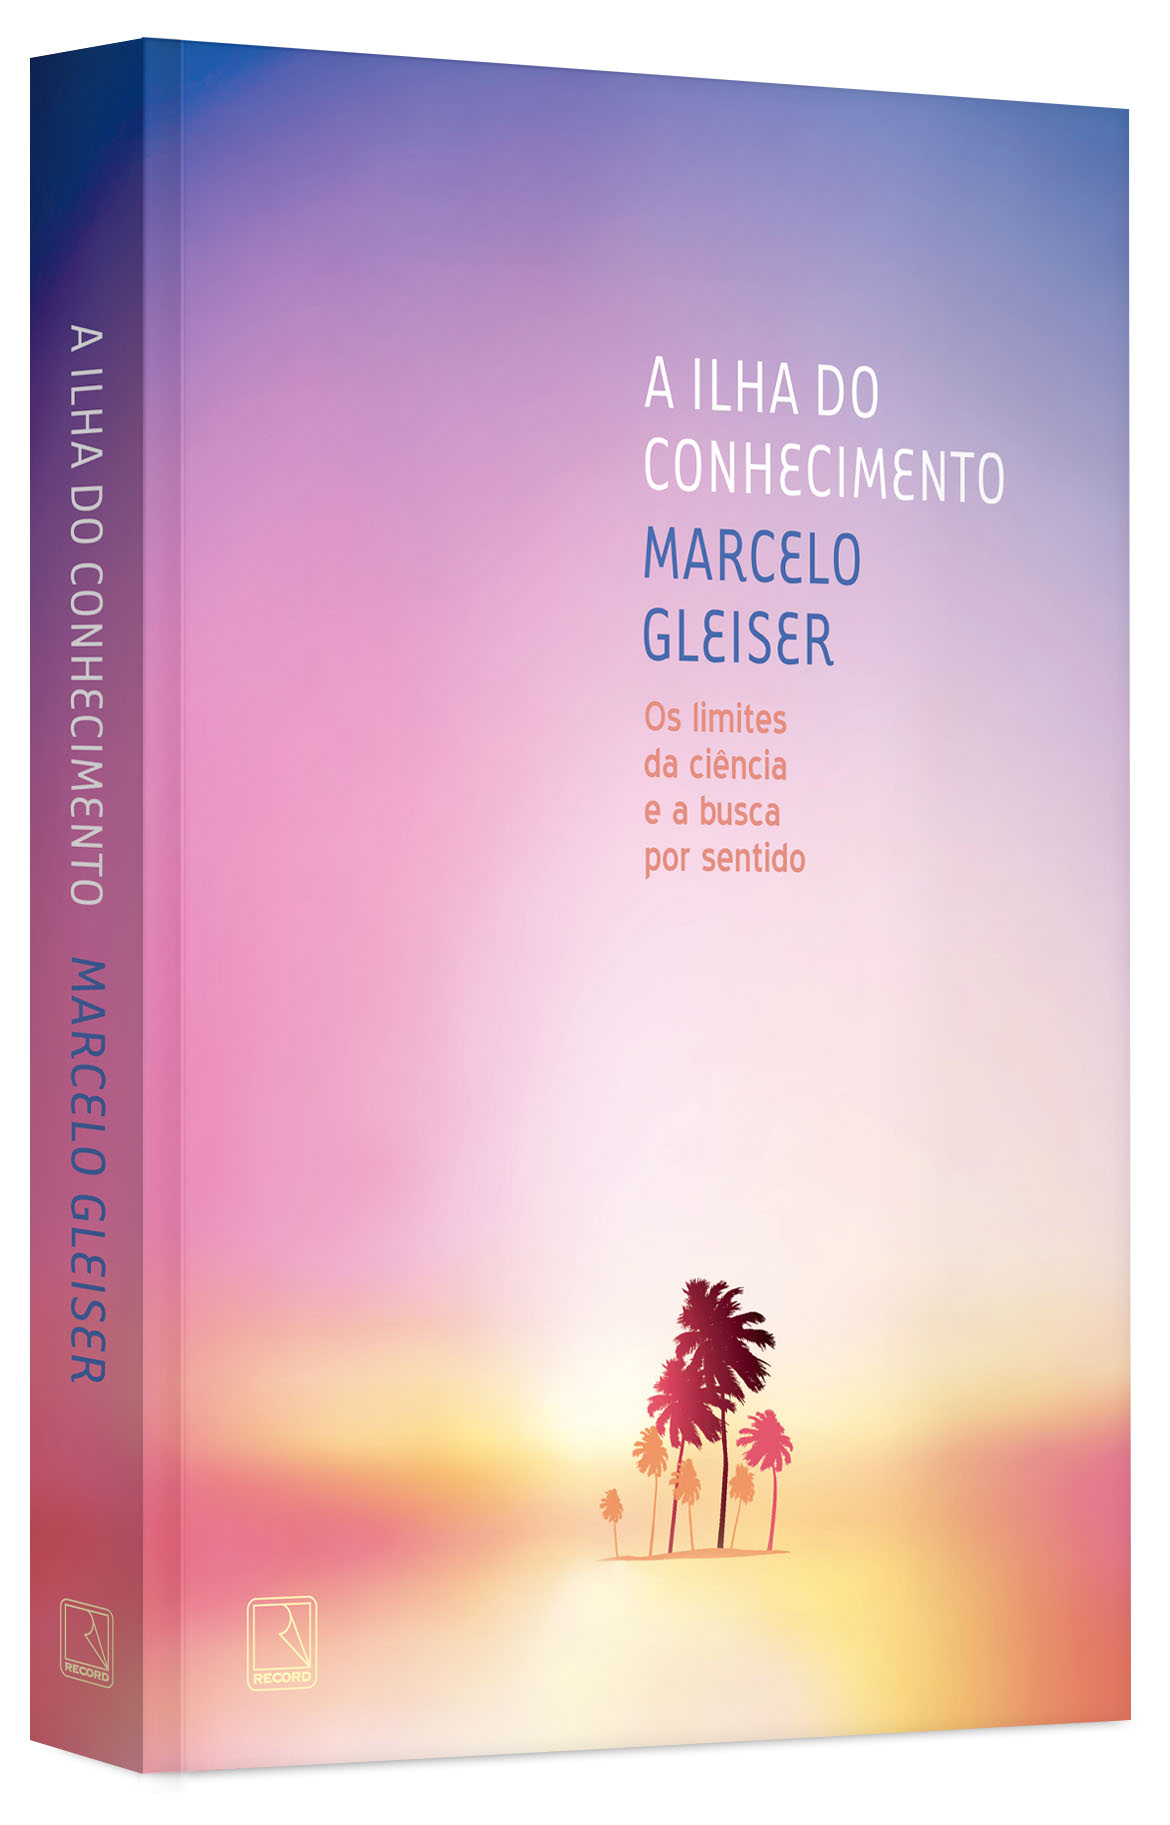 A ILHA DO CONHECIMENTO MARCELO GLEISER
RECORD
A ILHA DO
CONHECIMENTO
MARCELO
GLEISER
Os limites
da ciência
e a busca
por sentido
RECORD